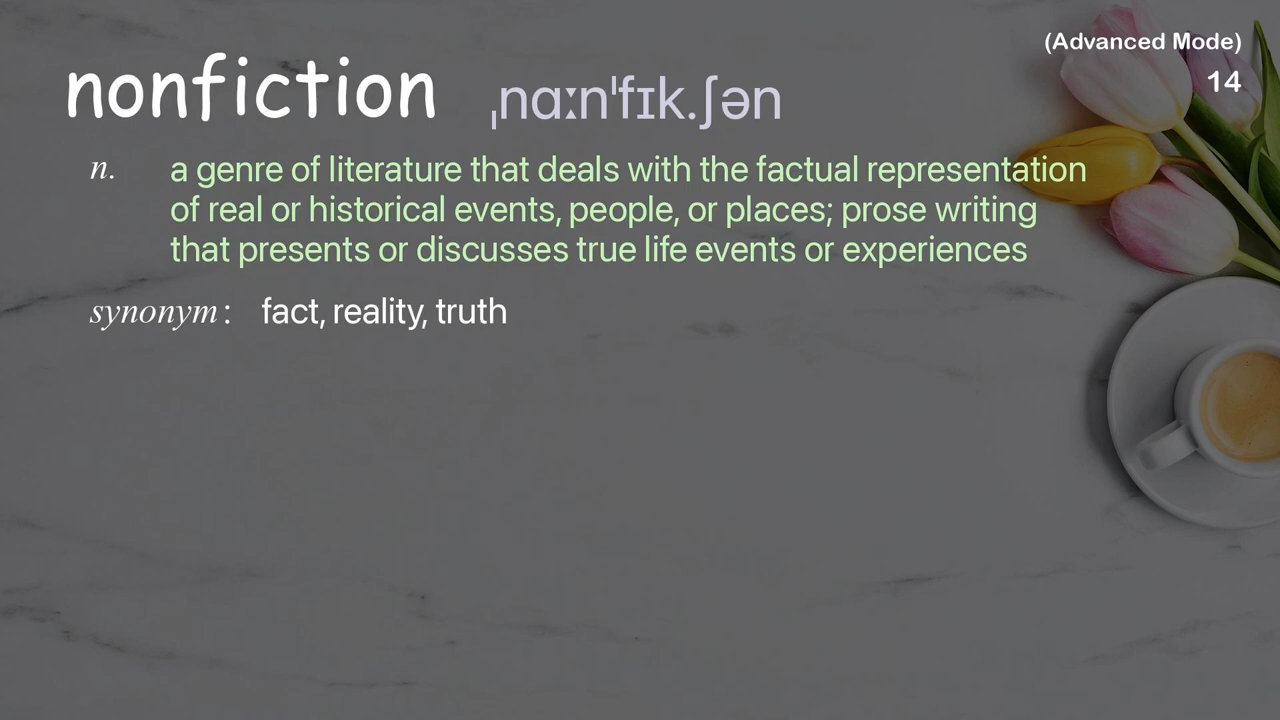 (Advanced Mode)
14
nonfiction ˌnɑːnˈfɪk.ʃən
n. a genre of literature that deals with the factual representation
of real or historical events, people, or places; prose writing
that presents or discusses true life events or experiences
synonym: fact, reality, truth